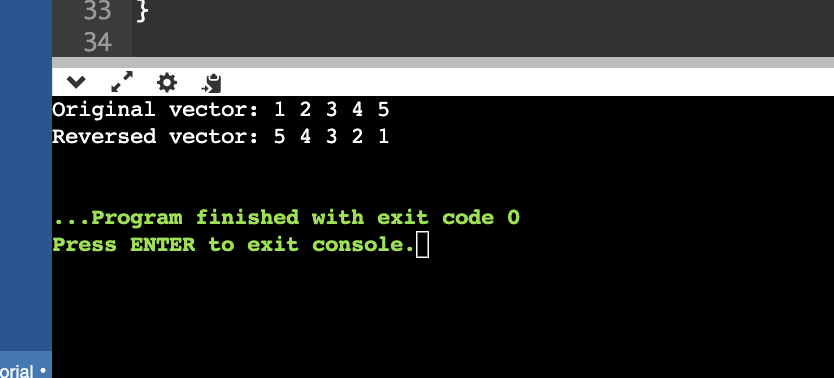 33 }
34
Original vector: 1 2 3 4 5
Reversed vector: 5 4 3 2 1
...Program finished with exit code 0
Press ENTER to exit console.
orial •